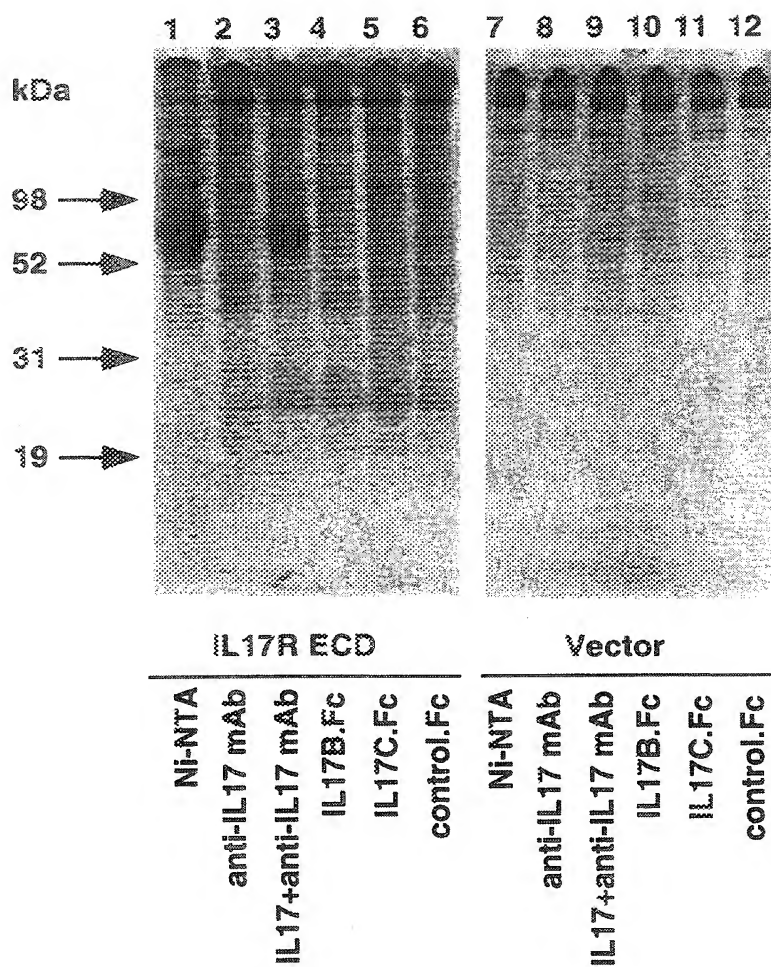 1 2 3 4 5 6 7 8 9 10 11 12
kDa
98
52
31
19
IL17R ECD
Vector
Ni-NTA
anti-IL17 mAb
IL17+anti-IL17 mAb
IL17B.Fc
IL17C.Fc
control.Fc
Ni-NTA
anti-IL17 mAb
IL17+anti-IL17 mAb
IL17B.Fc
IL17C.Fc
control.Fc